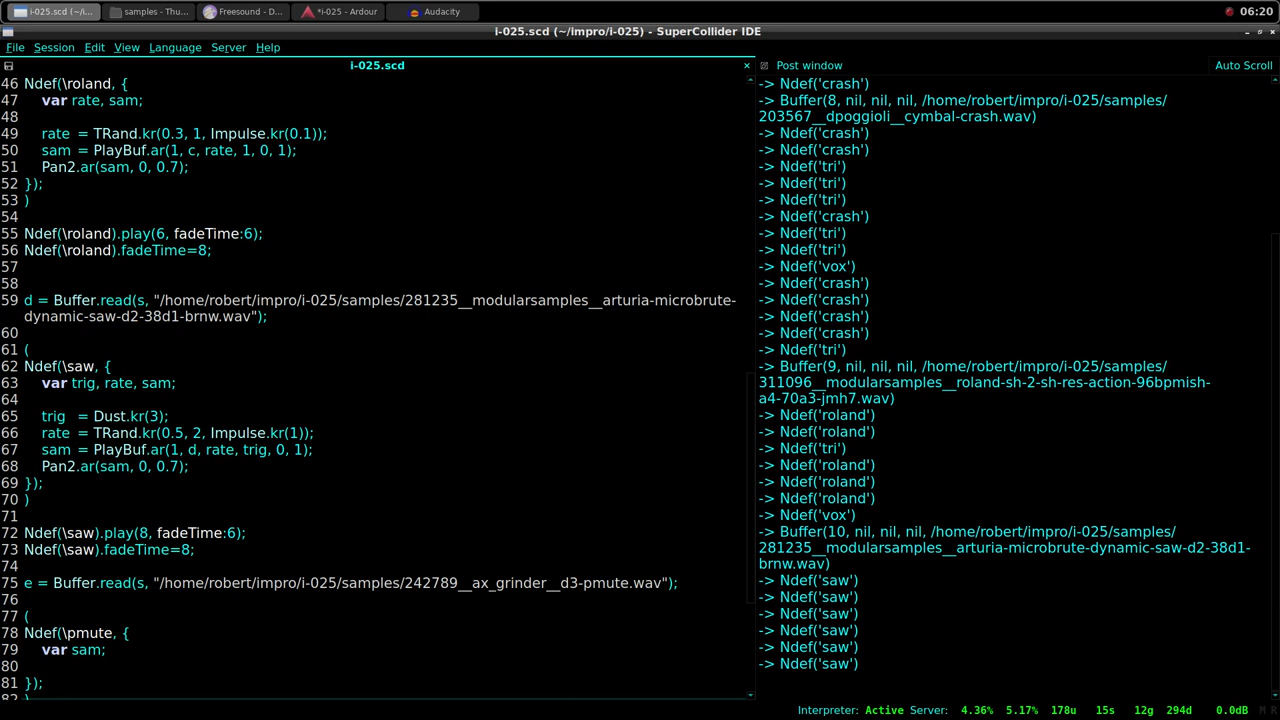 i-025.scd (~/i...
samples - Thu...
Freesound - D...
*i-025 - Ardour
Audacity
06:20
i-025.scd (~/impro/i-025) - SuperCollider IDE
File Session Edit View Language Server Help
i-025.scd
Post window
Auto Scroll
46 Ndef(\roland, {
47 var rate, sam;
48
49 rate = TRand.kr(0.3, 1, Impulse.kr(0.1));
50 sam = PlayBuf.ar(1, c, rate, 1, 0, 1);
51 Pan2.ar(sam, 0, 0.7);
52 });
53 )
54
55 Ndef(\roland).play(6, fadeTime:6);
56 Ndef(\roland).fadeTime=8;
57
58
59 d = Buffer.read(s, "/home/robert/impro/i-025/samples/281235__modularsamples__arturia-microbrute-
dynamic-saw-d2-38d1-brnw.wav");
60
61 (
62 Ndef(\saw, {
63 var trig, rate, sam;
64
65 trig = Dust.kr(3);
66 rate = TRand.kr(0.5, 2, Impulse.kr(1));
67 sam = PlayBuf.ar(1, d, rate, trig, 0, 1);
68 Pan2.ar(sam, 0, 0.7);
69 });
70 )
71
72 Ndef(\saw).play(8, fadeTime:6);
73 Ndef(\saw).fadeTime=8;
74
75 e = Buffer.read(s, "/home/robert/impro/i-025/samples/242789__ax_grinder__d3-pmute.wav");
76
77 (
78 Ndef(\pmute, {
79 var sam;
80
81 });
82 )
-> Ndef('crash')
-> Buffer(8, nil, nil, nil, /home/robert/impro/i-025/samples/
203567__dpoggioli__cymbal-crash.wav)
-> Ndef('crash')
-> Ndef('crash')
-> Ndef('tri')
-> Ndef('tri')
-> Ndef('tri')
-> Ndef('crash')
-> Ndef('tri')
-> Ndef('tri')
-> Ndef('vox')
-> Ndef('crash')
-> Ndef('crash')
-> Ndef('crash')
-> Ndef('crash')
-> Ndef('tri')
-> Buffer(9, nil, nil, nil, /home/robert/impro/i-025/samples/
311096__modularsamples__roland-sh-2-sh-res-action-96bpmish-
a4-70a3-jmh7.wav)
-> Ndef('roland')
-> Ndef('roland')
-> Ndef('tri')
-> Ndef('roland')
-> Ndef('roland')
-> Ndef('roland')
-> Ndef('vox')
-> Buffer(10, nil, nil, nil, /home/robert/impro/i-025/samples/
281235__modularsamples__arturia-microbrute-dynamic-saw-d2-38d1-
brnw.wav)
-> Ndef('saw')
-> Ndef('saw')
-> Ndef('saw')
-> Ndef('saw')
-> Ndef('saw')
-> Ndef('saw')
Interpreter: Active Server: 4.36% 5.17% 178u 15s 12g 294d 0.0dB M R